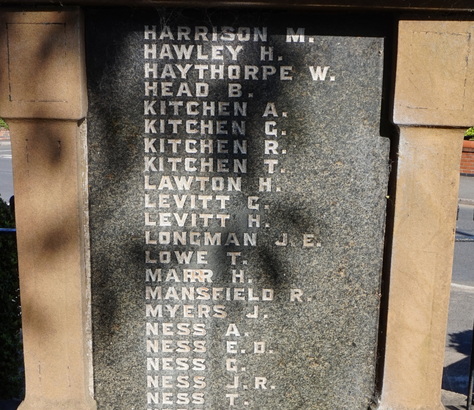 HARRISON M.
HAWLEY H.
HAYTHORPE W.
HEAD B.
KITCHEN A.
KITCHEN G.
KITCHEN R.
KITCHEN T.
LAWTON H.
LEVITT G.
LEVITT H.
LONGMAN J.E.
LOWE T.
MARR H.
MANSFIELD R.
MYERS J.
NESS A.
NESS E.D.
NESS G.
NESS J.R.
NESS T.